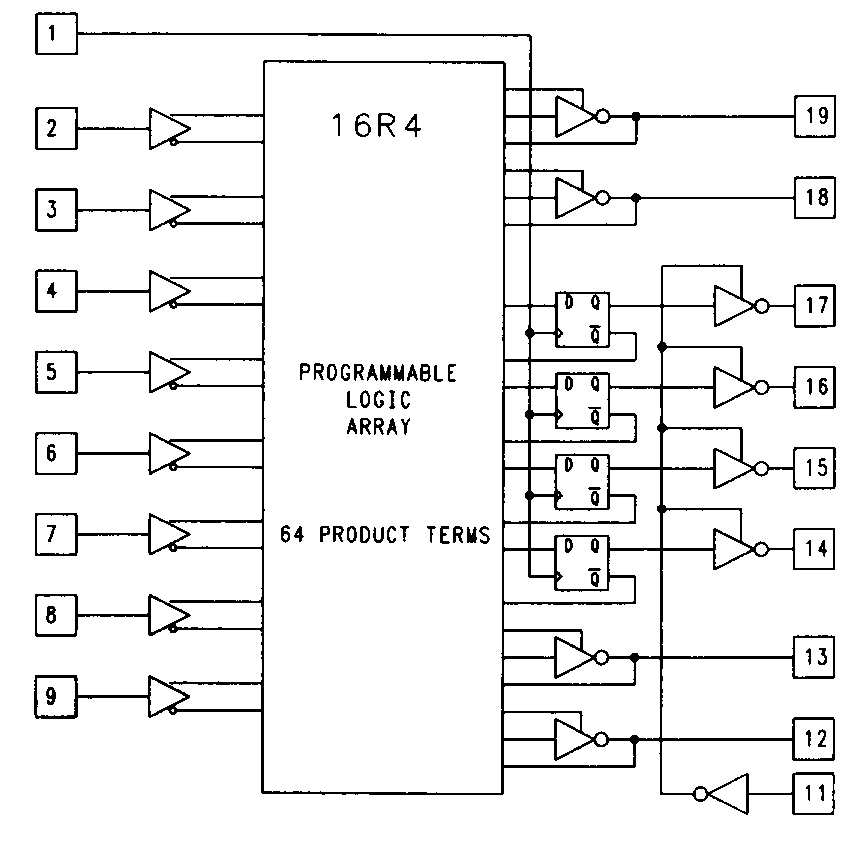 1
19
2
16R4
3
18
4
17
D Q
Q
5
PROGRAMMABLE
LOGIC
ARRAY
16
D Q
Q
6
15
D Q
Q
7
64 PRODUCT TERMS
14
D Q
Q
8
13
9
12
11